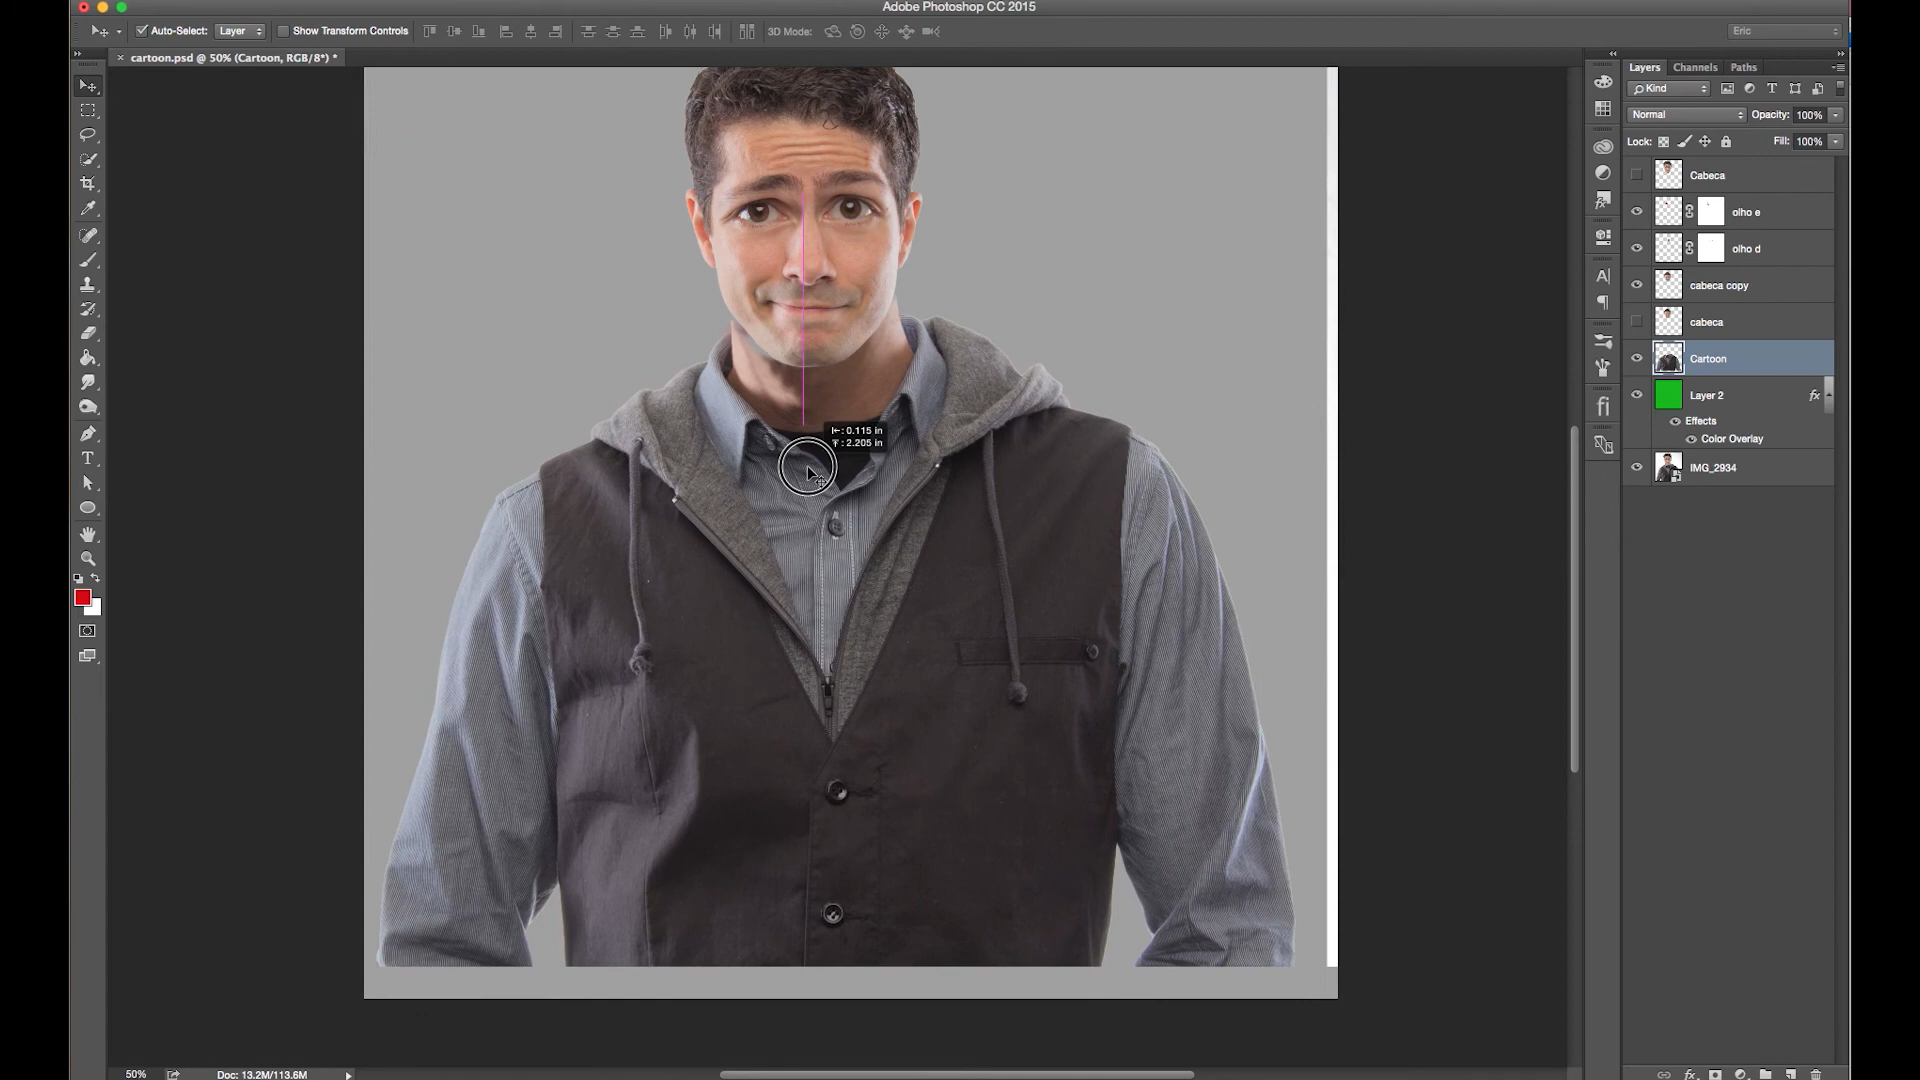 Adobe Photoshop CC 2015
Auto-Select: Layer Show Transform Controls 3D Mode: Eric
cartoon.psd @ 50% (Cartoon, RGB/8*) *
Layers Channels Paths
Kind
Normal Opacity: 100%
Lock: Fill: 100%
Cabeca
olho e
olho d
cabeca copy
cabeca
Cartoon
Layer 2 fx
Effects
Color Overlay
IMG_2934
0.115 in
2.205 in
50% Doc: 13.2M/113.6M